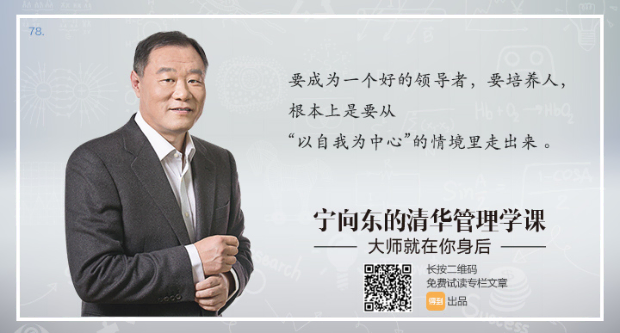 78.
要成为一个好的领导者，要培养人，
根本上是要从
“以自我为中心”的情境里走出来。
宁向东的清华管理学课
大师就在你身后
长按二维码
免费试读专栏文章
得到 出品